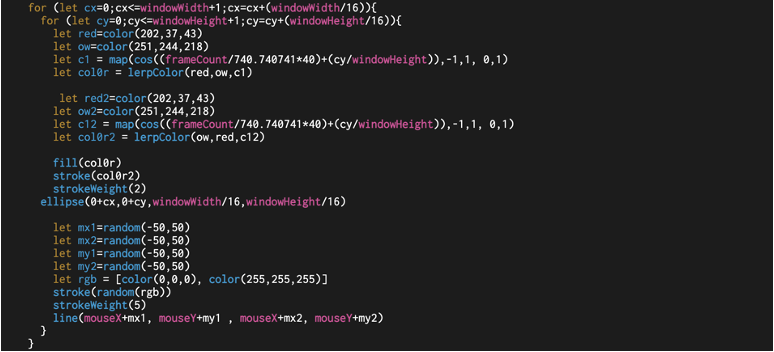 for (let cx=0;cx<=windowWidth+1;cx=cx+(windowWidth/16)){
for (let cy=0;cy<=windowHeight+1;cy=cy+(windowHeight/16)){
let red=color(202,37,43)
let ow=color(251,244,218)
let c1 = map(cos((frameCount/740.740741*40)+(cy/windowHeight)),-1,1, 0,1)
let col0r = lerpColor(red,ow,c1)
let red2=color(202,37,43)
let ow2=color(251,244,218)
let c12 = map(cos((frameCount/740.740741*40)+(cy/windowHeight)),-1,1, 0,1)
let col0r2 = lerpColor(ow,red,c12)
fill(col0r)
stroke(col0r2)
strokeWeight(2)
ellipse(0+cx,0+cy,windowWidth/16,windowHeight/16)
let mx1=random(-50,50)
let mx2=random(-50,50)
let my1=random(-50,50)
let my2=random(-50,50)
let rgb = [color(0,0,0), color(255,255,255)]
stroke(random(rgb))
strokeWeight(5)
line(mouseX+mx1, mouseY+my1 , mouseX+mx2, mouseY+my2)
}
}